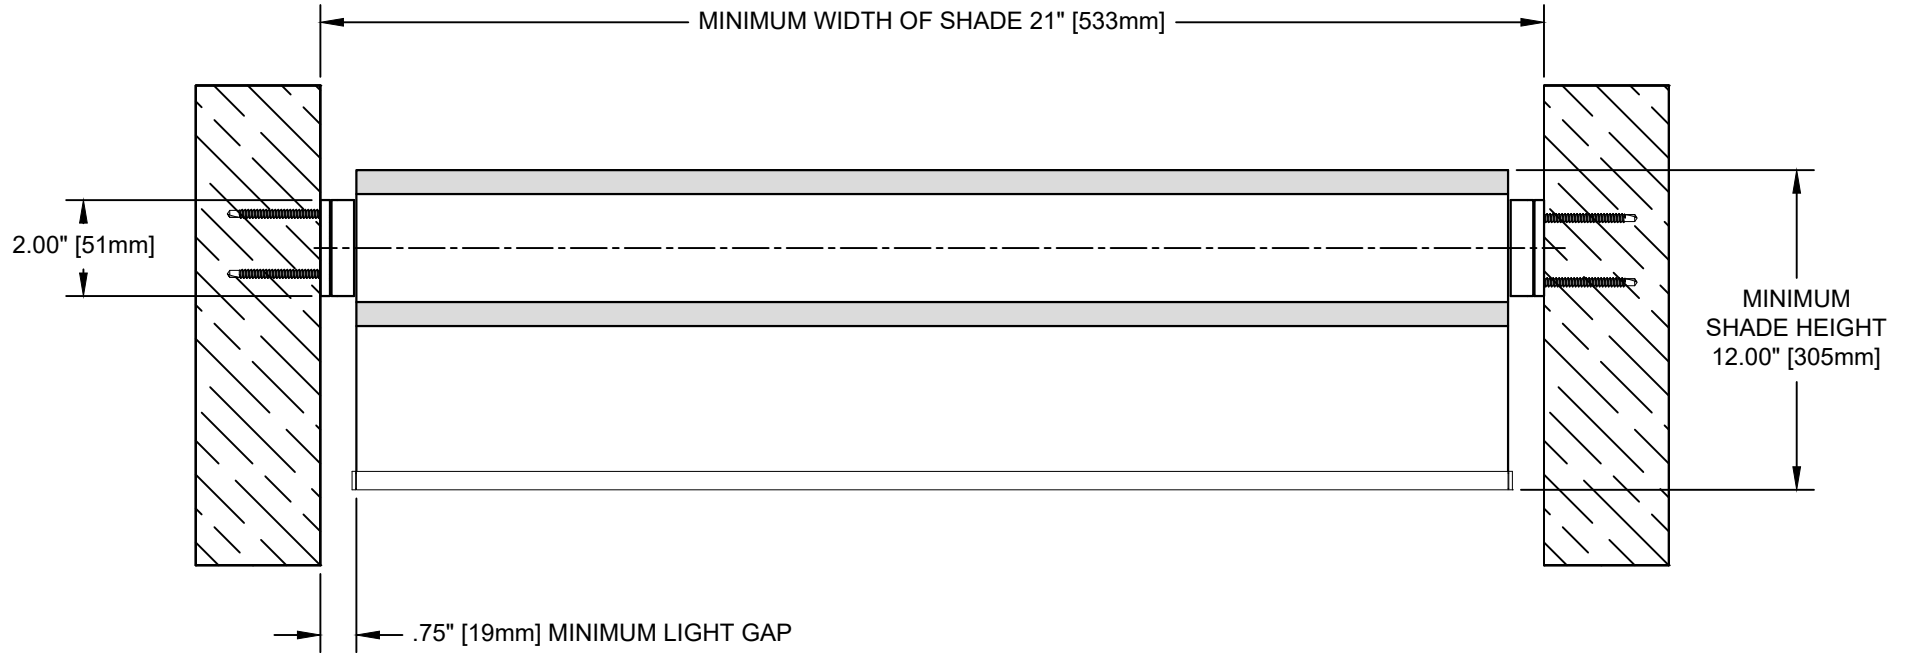 MINIMUM WIDTH OF SHADE 21" [533mm]
2.00" [51mm]
MINIMUM
SHADE HEIGHT
12.00" [305mm]
.75" [19mm] MINIMUM LIGHT GAP